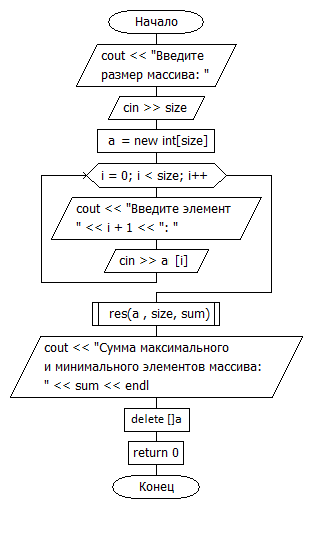 Начало
cout << "Введите
размер массива: "
cin >> size
a = new int[size]
i = 0; i < size; i++
cout << "Введите элемент
" << i + 1 << ": "
cin >> a [i]
res(a , size, sum)
cout << "Сумма максимального
и минимального элементов массива:
" << sum << endl
delete []a
return 0
Конец